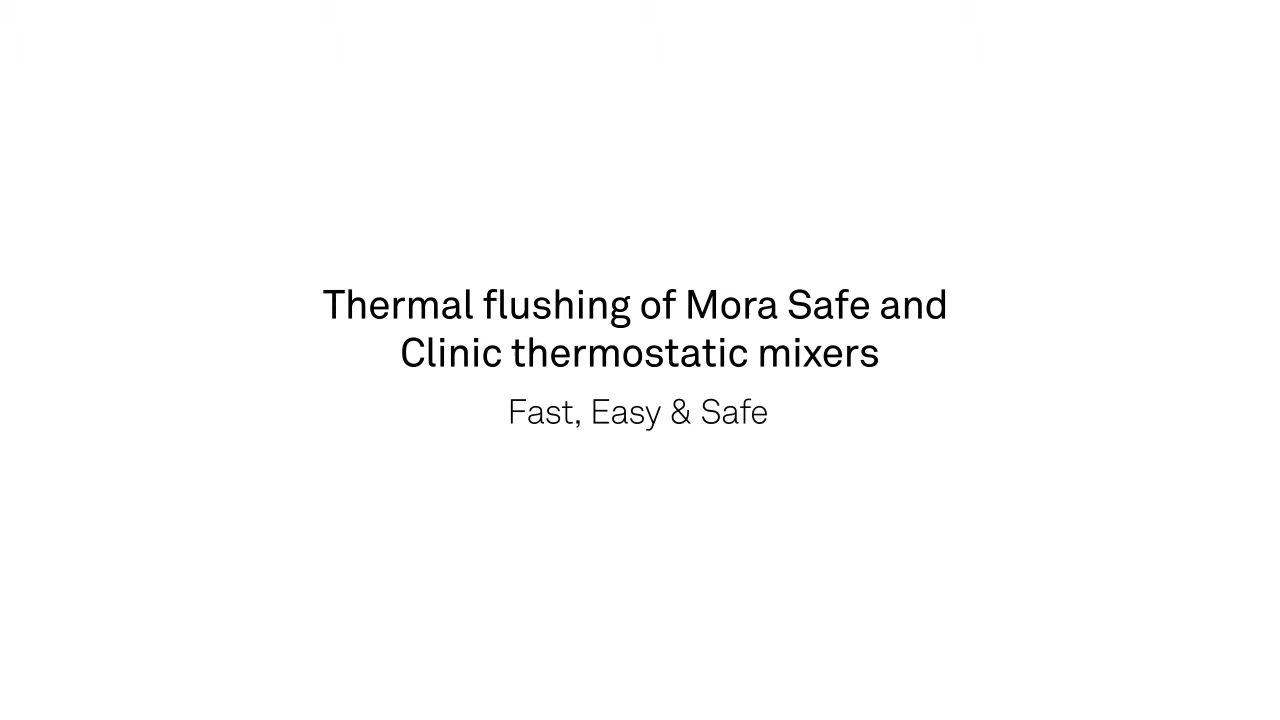 Thermal flushing of Mora Safe and
Clinic thermostatic mixers
Fast, Easy & Safe